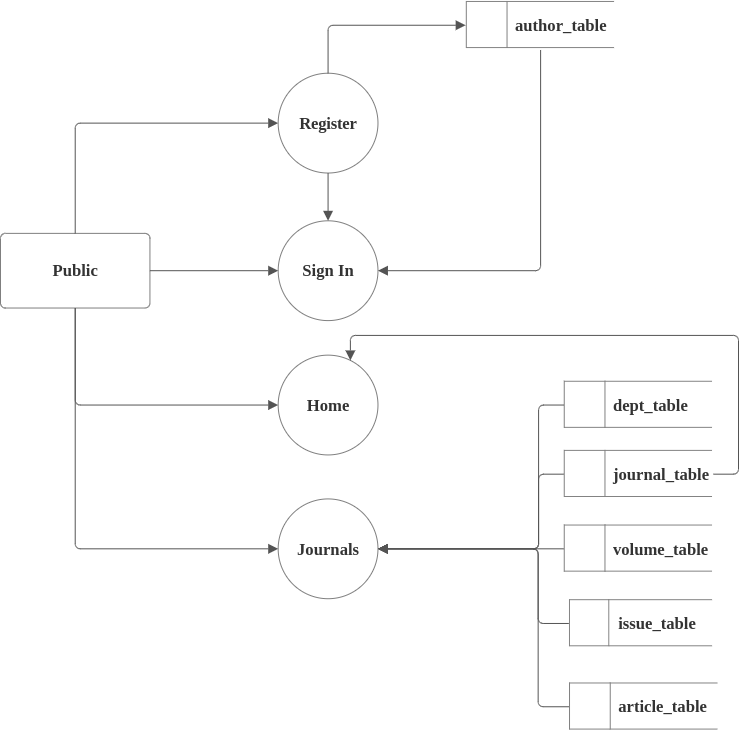 author_table
Register
Public
Sign In
Home
dept_table
journal_table
Journals
volume_table
issue_table
article_table